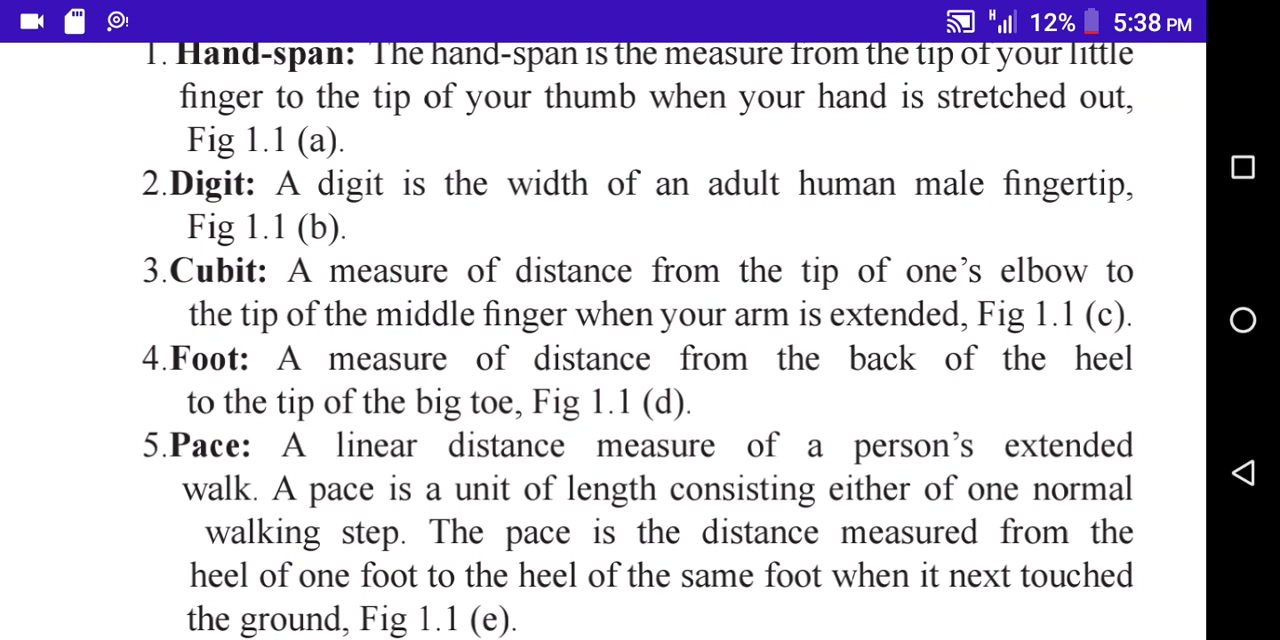 12% 5:38 PM
1. Hand-span: The hand-span is the measure from the tip of your little
finger to the tip of your thumb when your hand is stretched out,
Fig 1.1 (a).
2.Digit: A digit is the width of an adult human male fingertip,
Fig 1.1 (b).
3.Cubit: A measure of distance from the tip of one’s elbow to
the tip of the middle finger when your arm is extended, Fig 1.1 (c).
4.Foot: A measure of distance from the back of the heel
to the tip of the big toe, Fig 1.1 (d).
5.Pace: A linear distance measure of a person’s extended
walk. A pace is a unit of length consisting either of one normal
walking step. The pace is the distance measured from the
heel of one foot to the heel of the same foot when it next touched
the ground, Fig 1.1 (e).